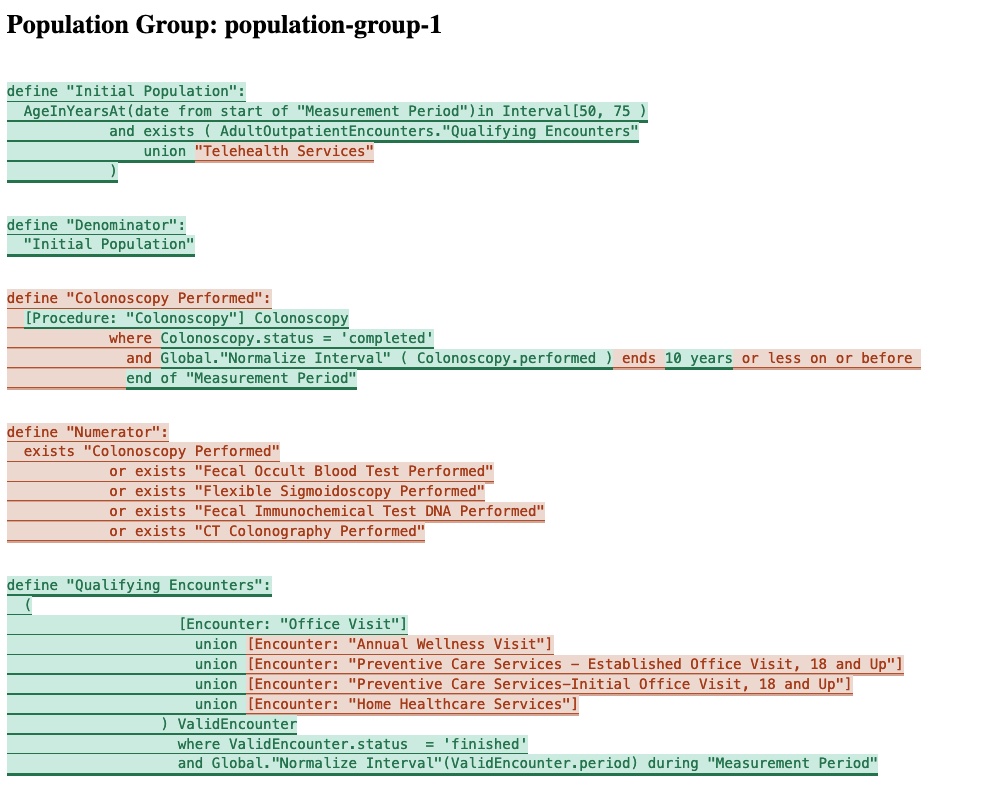 Population Group: population-group-1
define "Initial Population":
AgeInYearsAt(date from start of "Measurement Period")in Interval[50, 75 )
and exists ( AdultOutpatientEncounters."Qualifying Encounters"
union "Telehealth Services"
)
define "Denominator":
"Initial Population"
define "Colonoscopy Performed":
[Procedure: "Colonoscopy"] Colonoscopy
where Colonoscopy.status = 'completed'
and Global."Normalize Interval" ( Colonoscopy.performed ) ends 10 years or less on or before
end of "Measurement Period"
define "Numerator":
exists "Colonoscopy Performed"
or exists "Fecal Occult Blood Test Performed"
or exists "Flexible Sigmoidoscopy Performed"
or exists "Fecal Immunochemical Test DNA Performed"
or exists "CT Colonography Performed"
define "Qualifying Encounters":
(
[Encounter: "Office Visit"]
union [Encounter: "Annual Wellness Visit"]
union [Encounter: "Preventive Care Services - Established Office Visit, 18 and Up"]
union [Encounter: "Preventive Care Services-Initial Office Visit, 18 and Up"]
union [Encounter: "Home Healthcare Services"]
) ValidEncounter
where ValidEncounter.status  = 'finished'
and Global."Normalize Interval"(ValidEncounter.period) during "Measurement Period"